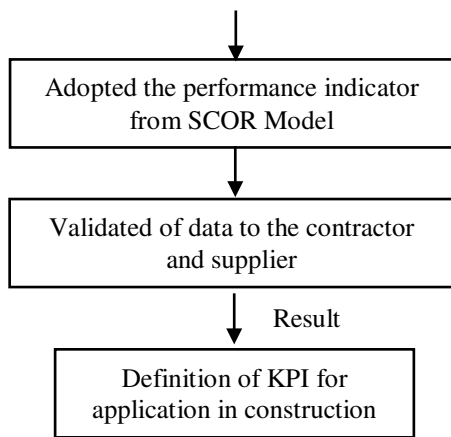 Adopted the performance indicator
from SCOR Model
Validated of data to the contractor
and supplier
Result
Definition of KPI for
application in construction